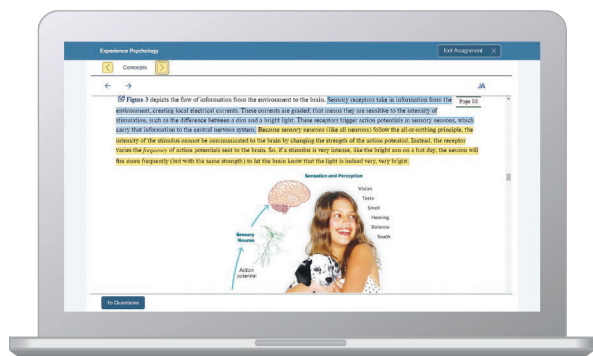 Experience Psychology
Exit Assignment X
Concepts
Figure 3 depicts the flow of information from the environment to the brain. Sensory receptors take in information from the
Page 83
environment, creating local electrical currents. These currents are graded; that means they are sensitive to the intensity of
stimulation, such as the difference between a dim and a bright light. These receptors trigger action potentials in sensory neurons, which
carry that information to the central nervous system. Because sensory neurons (like all neurons) follow the all-or-nothing principle, the
intensity of the stimulus cannot be communicated to the brain by changing the strength of the action potential. Instead, the receptor
varies the frequency of action potentials sent to the brain. So, if a stimulus is very intense, like the bright sun on a hot day, the neuron will
fire more frequently (but with the same strength) to let the brain know that the light is indeed very, very bright.
Sensation and Perception
Vision
Taste
Smell
Hearing
Balance
Touch
Sensory
Neuron
Action
potential
To Questions